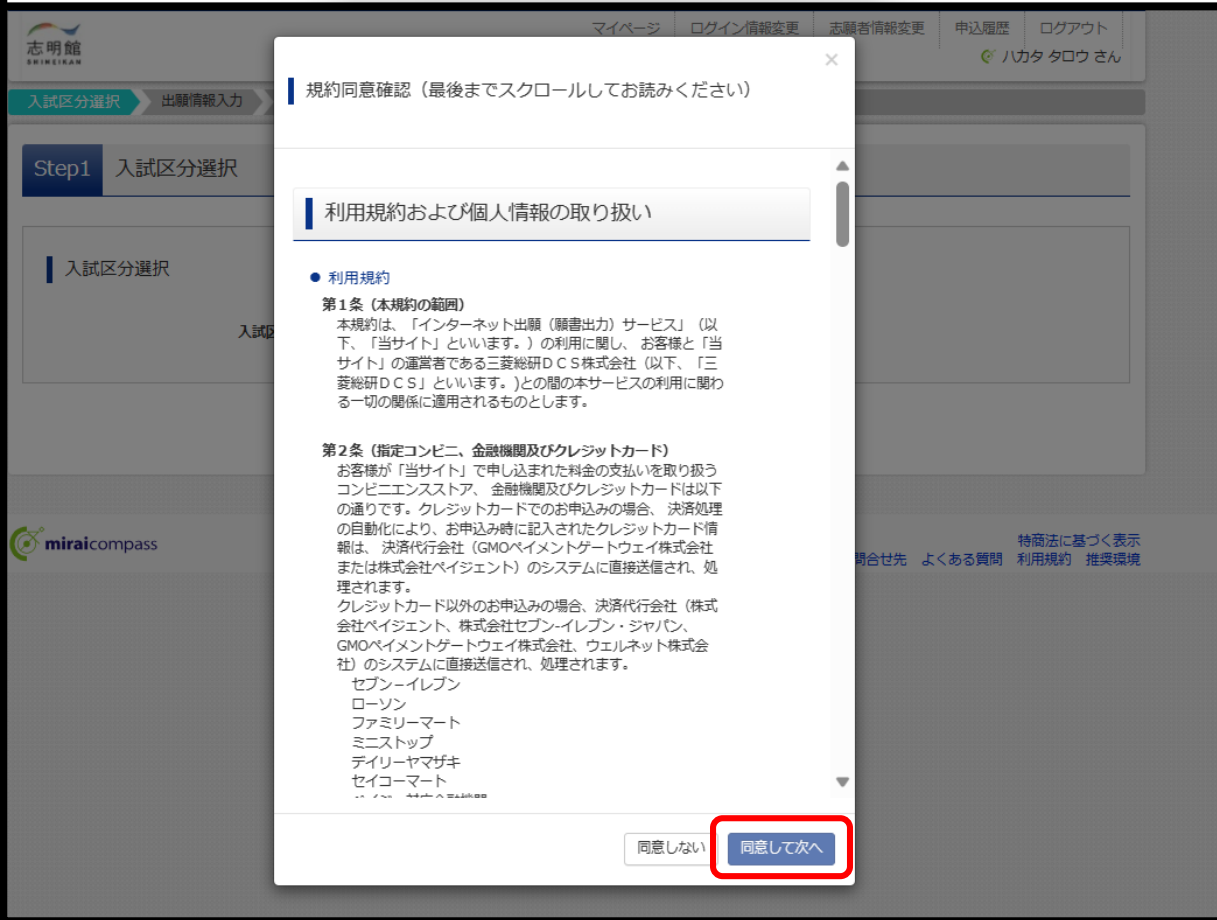 志明館
SHIMEIKAN
マイページ
ログイン情報変更
志願者情報変更
申込履歴
ログアウト
ハカタ タロウ さん
入試区分選択
出願情報入力
Step1 入試区分選択
入試区分選択
入試区
規約同意確認（最後までスクロールしてお読みください）
×
利用規約および個人情報の取り扱い
利用規約
第1条（本規約の範囲）
本規約は、「インターネット出願（願書出力）サービス」（以
下、「当サイト」といいます。）の利用に関し、 お客様と「当
サイト」の運営者である三菱総研ＤＣＳ株式会社（以下、「三
菱総研ＤＣＳ」といいます。)との間の本サービスの利用に関わ
る一切の関係に適用されるものとします。
第2条（指定コンビニ、金融機関及びクレジットカード）
お客様が「当サイト」で申し込まれた料金の支払いを取り扱う
コンビニエンスストア、 金融機関及びクレジットカードは以下
の通りです。クレジットカードでのお申込みの場合、 決済処理
の自動化により、お申込み時に記入されたクレジットカード情
報は、 決済代行会社（GMOペイメントゲートウェイ株式会社
または株式会社ペイジェント）のシステムに直接送信され、処
理されます。
クレジットカード以外のお申込みの場合、決済代行会社（株式
会社ペイジェント、株式会社セブン-イレブン・ジャパン、
GMOペイメントゲートウェイ株式会社、ウェルネット株式会
社）のシステムに直接送信され、処理されます。
セブン−イレブン
ローソン
ファミリーマート
ミニストップ
デイリーヤマザキ
セイコーマート
同意しない
同意して次へ
miraicompass
特商法に基づく表示
問合せ先 よくある質問 利用規約 推奨環境